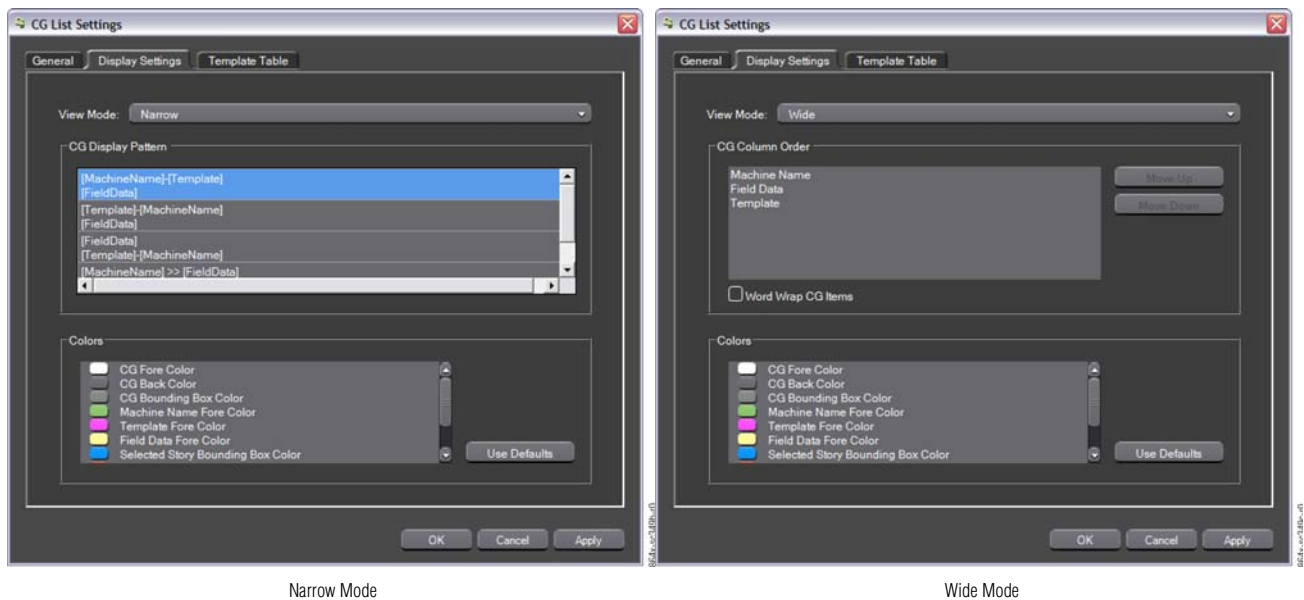 CG List Settings
General
Display Settings
Template Table
View Mode:
Narrow
CG Display Pattern
[MachineName]-[Template]
[FieldData]
[Template]-[MachineName]
[FieldData]
[FieldData]
[Template]-[MachineName]
[MachineName] >> [FieldData]
Colors
CG Fore Color
CG Back Color
CG Bounding Box Color
Machine Name Fore Color
Template Fore Color
Field Data Fore Color
Selected Story Bounding Box Color
Use Defaults
OK
Cancel
Apply
Narrow Mode
CG List Settings
General
Display Settings
Template Table
View Mode:
Wide
CG Column Order
Machine Name
Field Data
Template
Move Up
Move Down
Word Wrap CG Items
Colors
CG Fore Color
CG Back Color
CG Bounding Box Color
Machine Name Fore Color
Template Fore Color
Field Data Fore Color
Selected Story Bounding Box Color
Use Defaults
OK
Cancel
Apply
Wide Mode